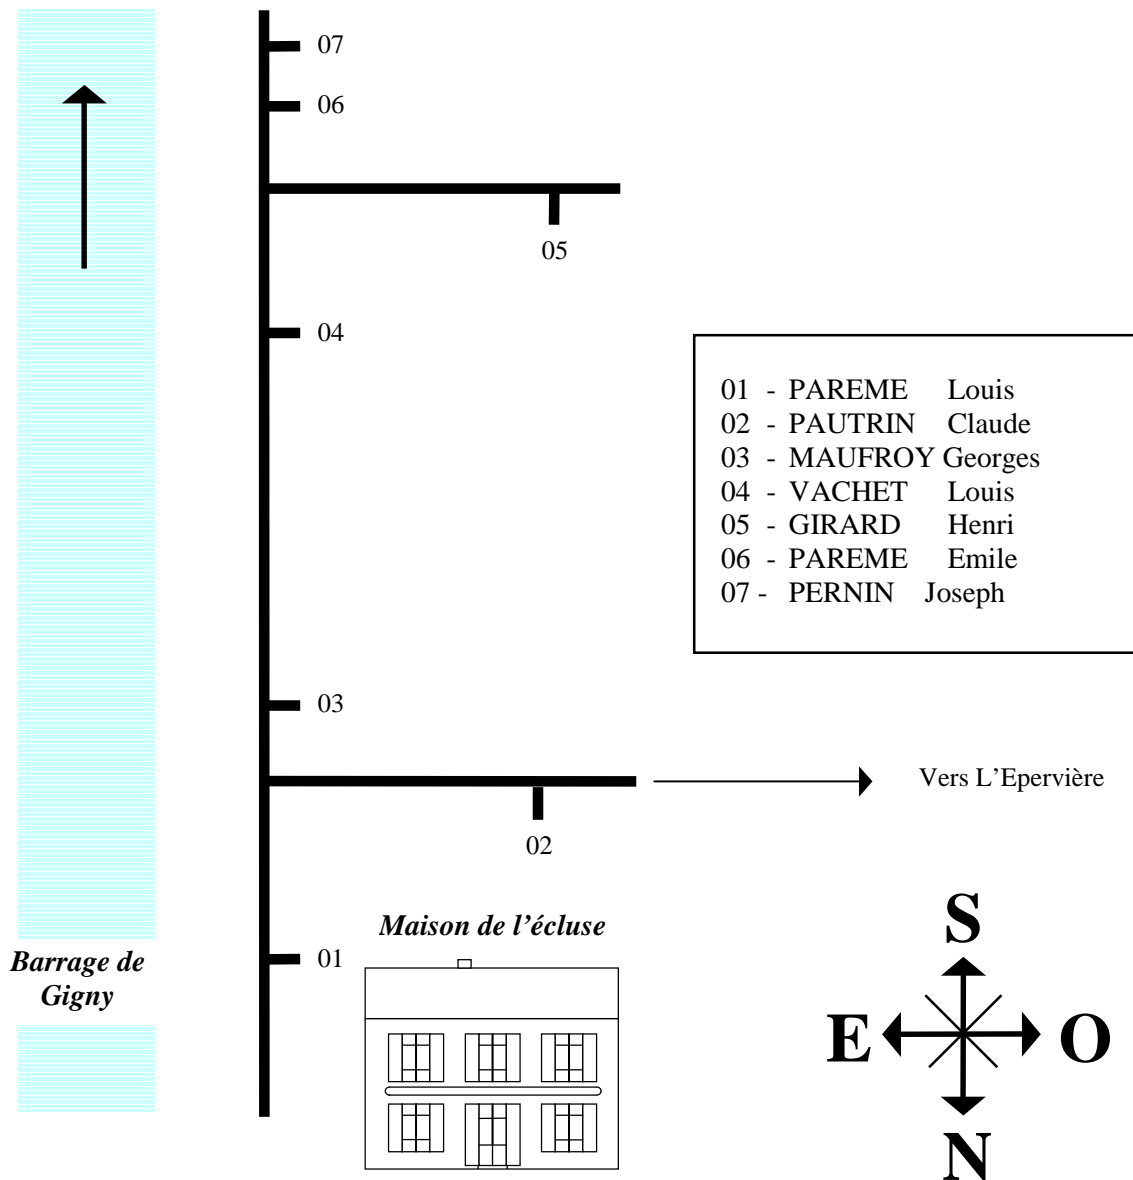 07
06
05
04
01 - PAREME Louis
02 - PAUTRIN Claude
03 - MAUFROY Georges
04 - VACHET Louis
05 - GIRARD Henri
06 - PAREME Emile
07 - PERNIN Joseph
03
Vers L’Epervière
02
Maison de l’écluse
01
Barrage de
Gigny
S
E O
N